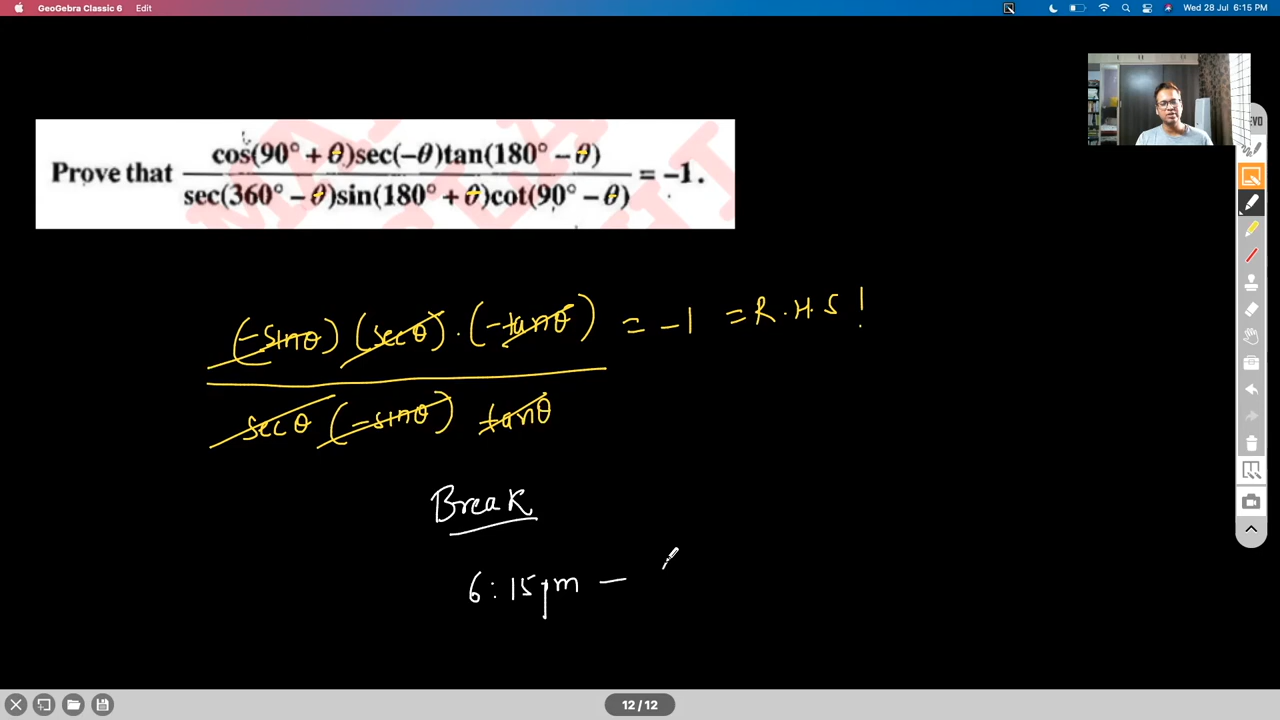 GeoGebra Classic 6 Edit Wed 28 Jul 6:15 PM
Prove that cos(90° + θ)sec(−θ)tan(180° − θ) / sec(360° − θ)sin(180° + θ)cot(90° − θ) = −1.
(-sinθ) (secθ) · (-tanθ) = -1 = R.H.S !
secθ (-sinθ) tanθ
Break
6:15pm —
12 / 12